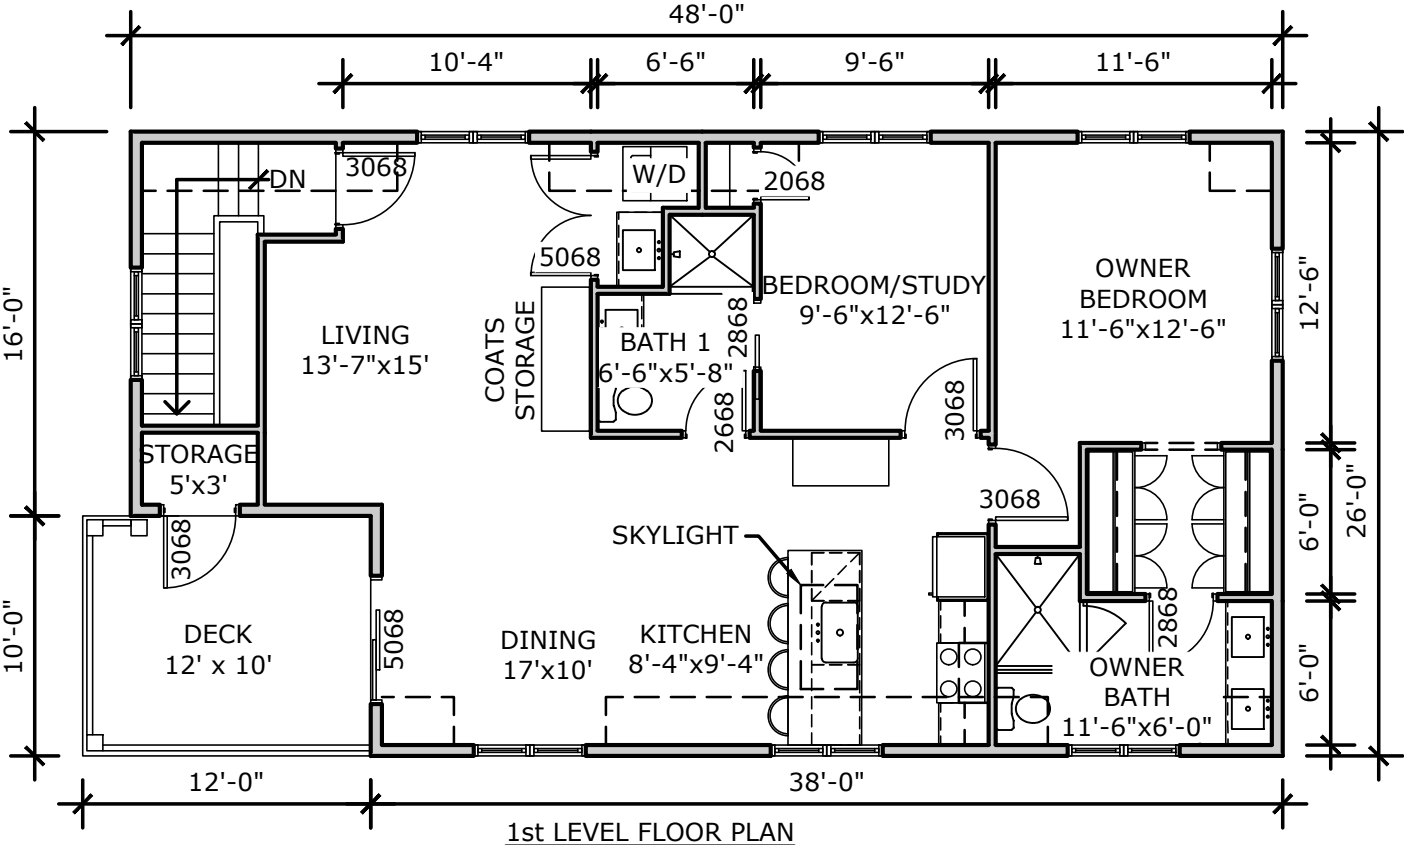 48'-0"
10'-4"
6'-6"
9'-6"
11'-6"
3068
DN
W/D
2068
5068
16'-0"
12'-6"
26'-0"
LIVING
13'-7"x15'
COATS
STORAGE
BATH 1
6'-6"x5'-8"
2868
2668
BEDROOM/STUDY
9'-6"x12'-6"
3068
OWNER
BEDROOM
11'-6"x12'-6"
STORAGE
5'x3'
3068
3068
SKYLIGHT
6'-0"
10'-0"
DECK
12' x 10'
5068
DINING
17'x10'
KITCHEN
8'-4"x9'-4"
2868
OWNER
BATH
11'-6"x6'-0"
6'-0"
12'-0"
38'-0"
1st LEVEL FLOOR PLAN